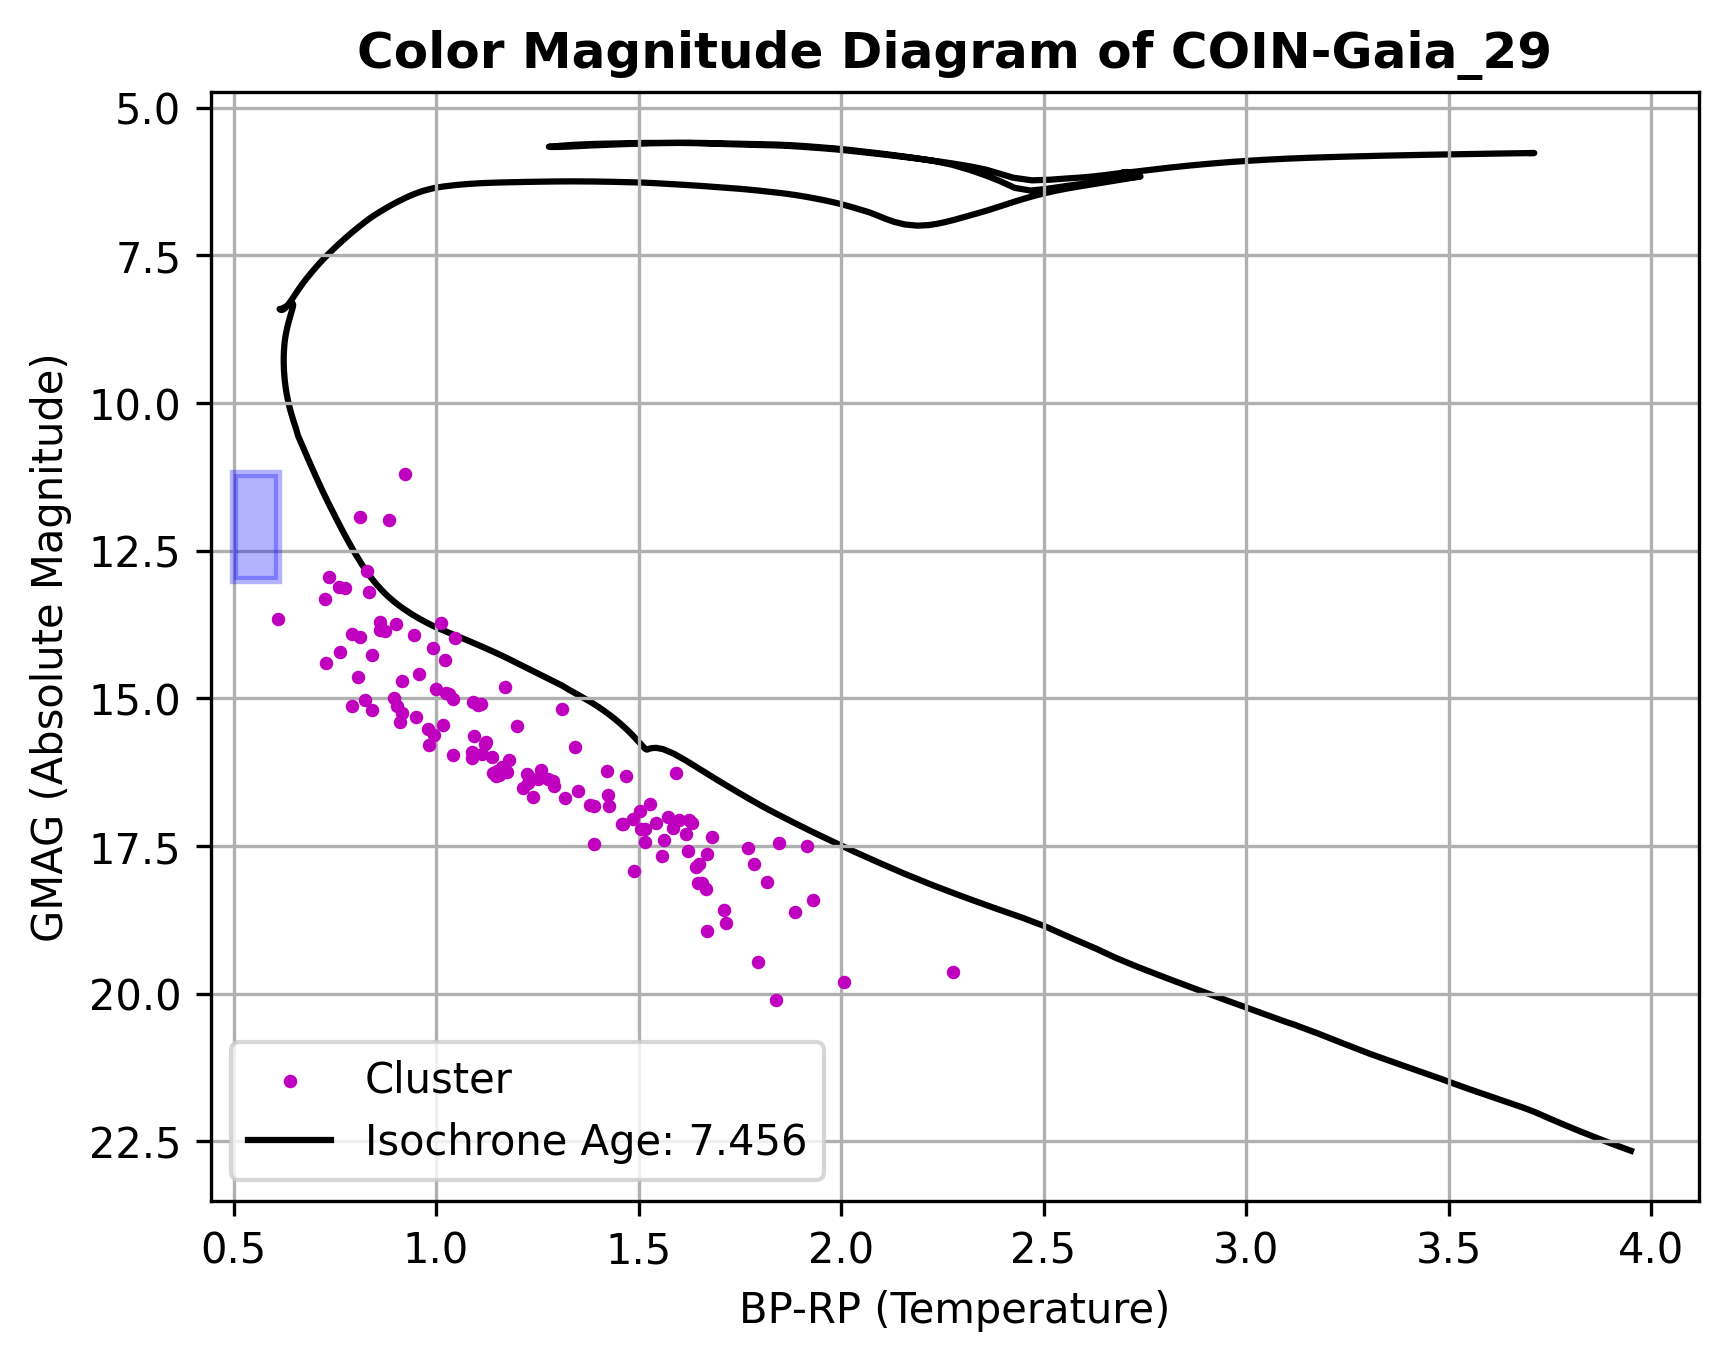 Color Magnitude Diagram of COIN-Gaia_29
GMAG (Absolute Magnitude)
5.0
7.5
10.0
12.5
15.0
17.5
20.0
22.5
Cluster
Isochrone Age: 7.456
0.5 1.0 1.5 2.0 2.5 3.0 3.5 4.0
BP-RP (Temperature)